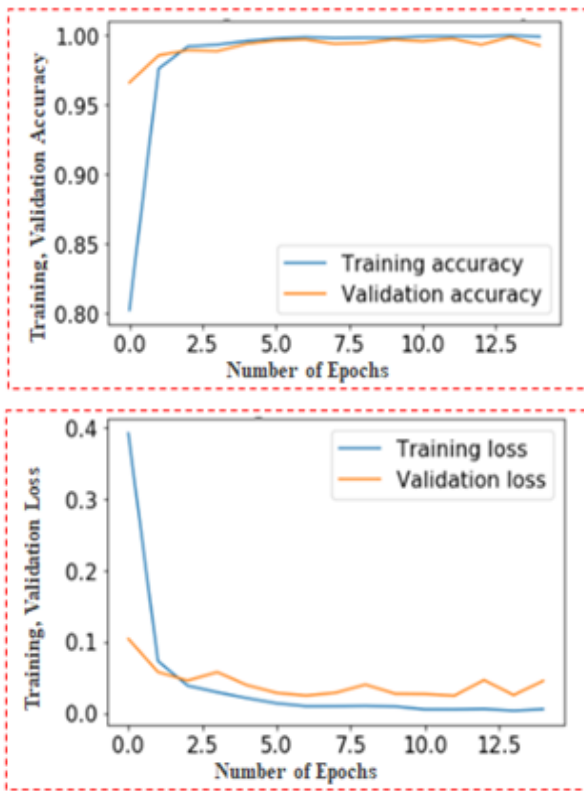 1.00
0.95
0.90
0.85
0.80
Training, Validation Accuracy
Training accuracy
Validation accuracy
0.0 2.5 5.0 7.5 10.0 12.5
Number of Epochs
0.4
0.3
0.2
0.1
0.0
Training, Validation Loss
Training loss
Validation loss
0.0 2.5 5.0 7.5 10.0 12.5
Number of Epochs